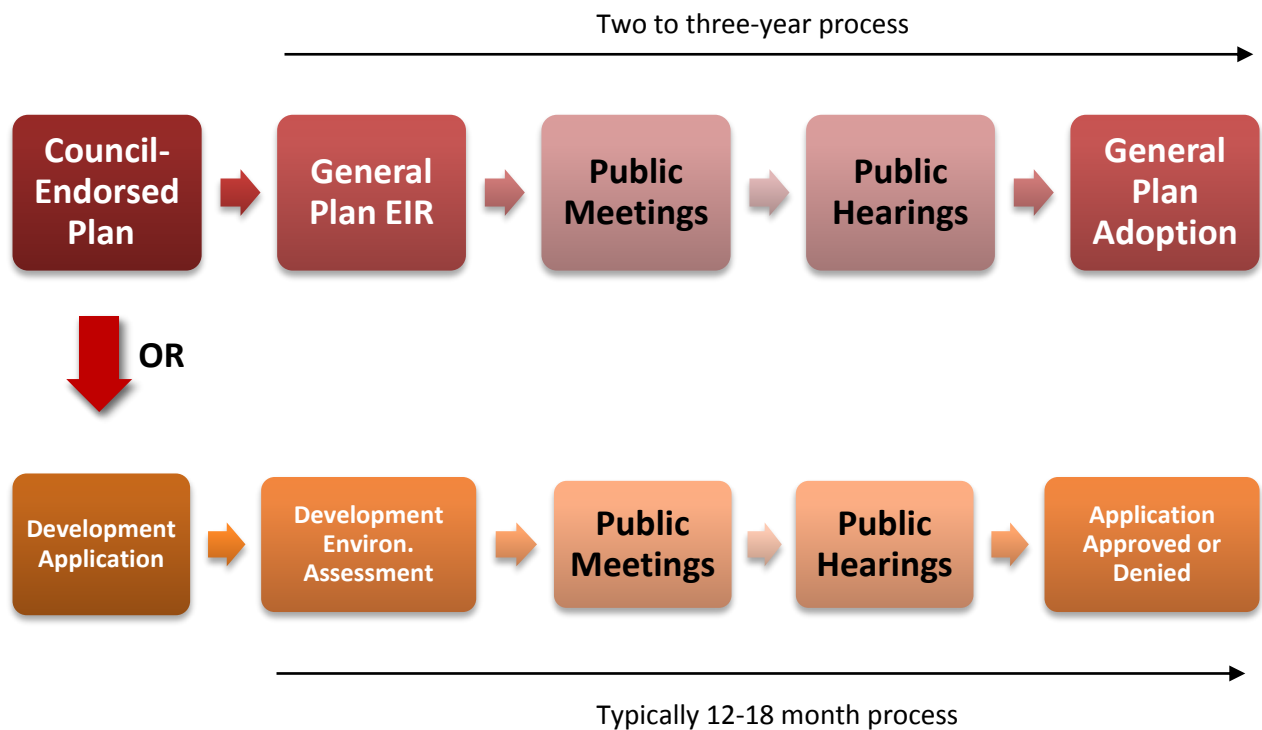 Two to three-year process
Council-
Endorsed
Plan
General
Plan EIR
Public
Meetings
Public
Hearings
General
Plan
Adoption
OR
Development
Application
Development
Environ.
Assessment
Public
Meetings
Public
Hearings
Application
Approved or
Denied
Typically 12-18 month process